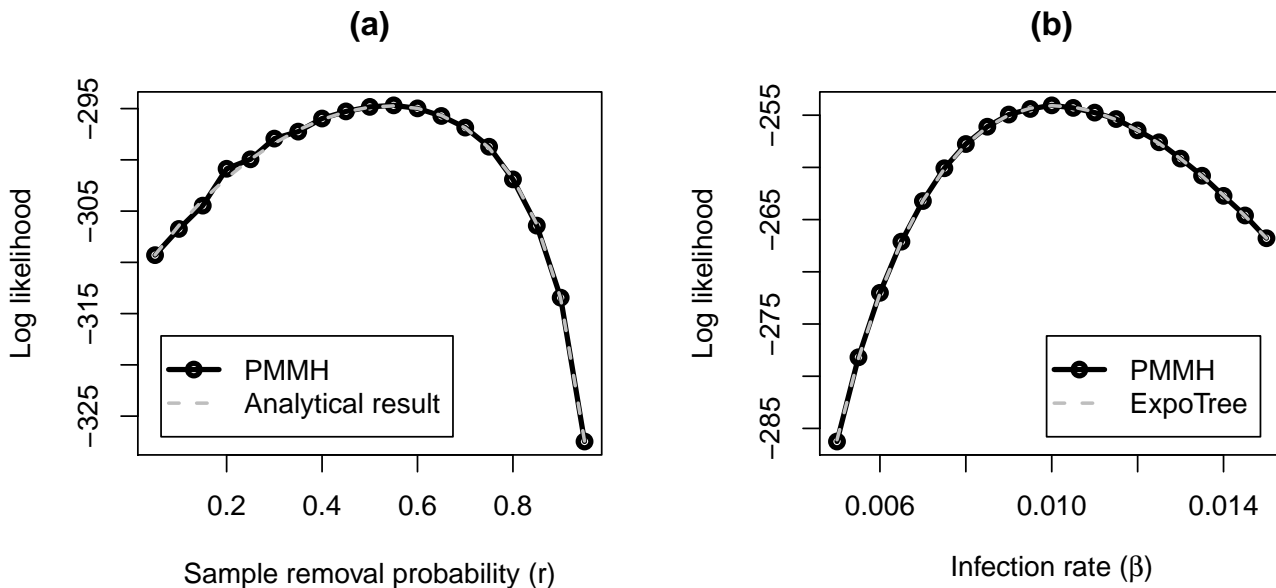 (a)
Log likelihood
−295
−305
−315
−325
PMMH
Analytical result
0.2
0.4
0.6
0.8
Sample removal probability (r)
(b)
Log likelihood
−255
−265
−275
−285
PMMH
ExpoTree
0.006
0.010
0.014
Infection rate (β)